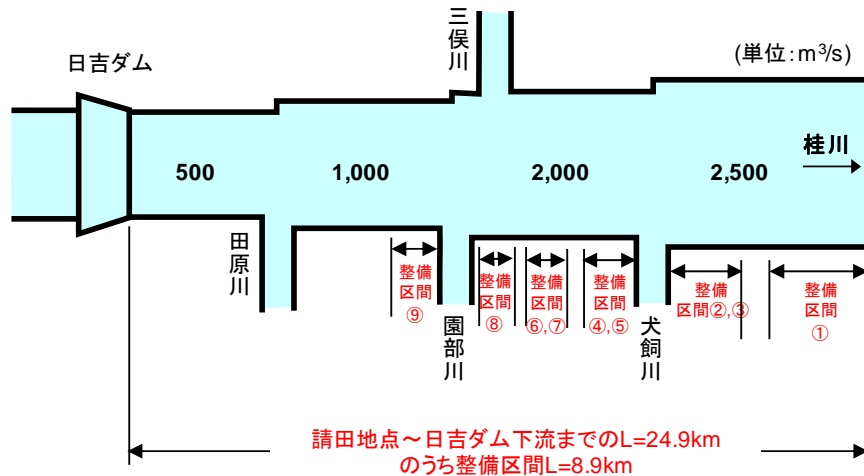 三俣川
日吉ダム
(単位:m³/s)
桂川
500
1,000
2,000
2,500
田原川
園部川
犬飼川
整備
区間
⑨
整備
区間
⑧
整備
区間
⑥,⑦
整備
区間
④,⑤
整備
区間②,③
整備
区間
①
請田地点～日吉ダム下流までのL=24.9km
のうち整備区間L=8.9km